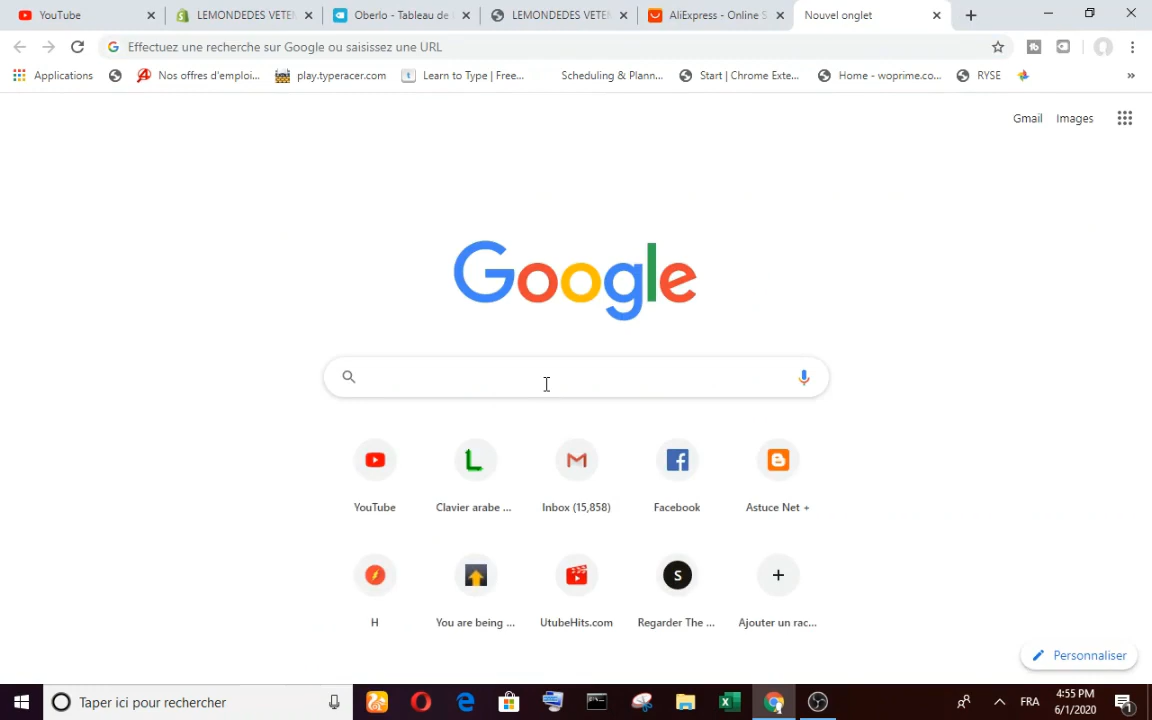 YouTube
LEMONDEDES VETEM
Oberlo - Tableau de
LEMONDEDES VETEM
AliExpress - Online S
Nouvel onglet
Effectuez une recherche sur Google ou saisissez une URL
Applications
Nos offres d'emploi...
play.typeracer.com
Learn to Type | Free...
Scheduling & Plann...
Start | Chrome Exte...
Home - woprime.co...
RYSE
»
Gmail Images
Google
YouTube
Clavier arabe ...
Inbox (15,858)
Facebook
Astuce Net +
H
You are being ...
UtubeHits.com
Regarder The ...
Ajouter un rac...
Personnaliser
Taper ici pour rechercher
FRA
4:55 PM
6/1/2020
1